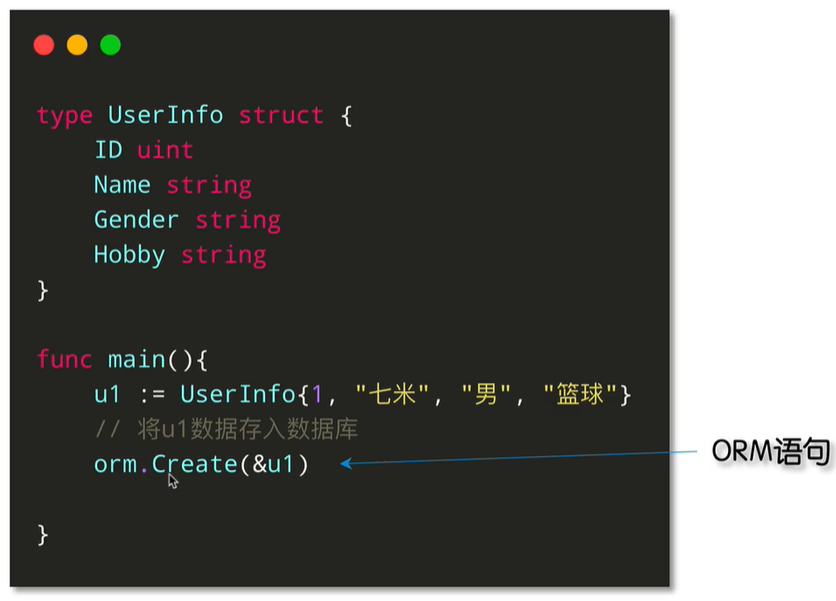 type UserInfo struct {
    ID uint
    Name string
    Gender string
    Hobby string
}
func main(){
    u1 := UserInfo{1, "七米", "男", "篮球"}
    // 将u1数据存入数据库
    orm.Create(&u1)
ORM语句
}